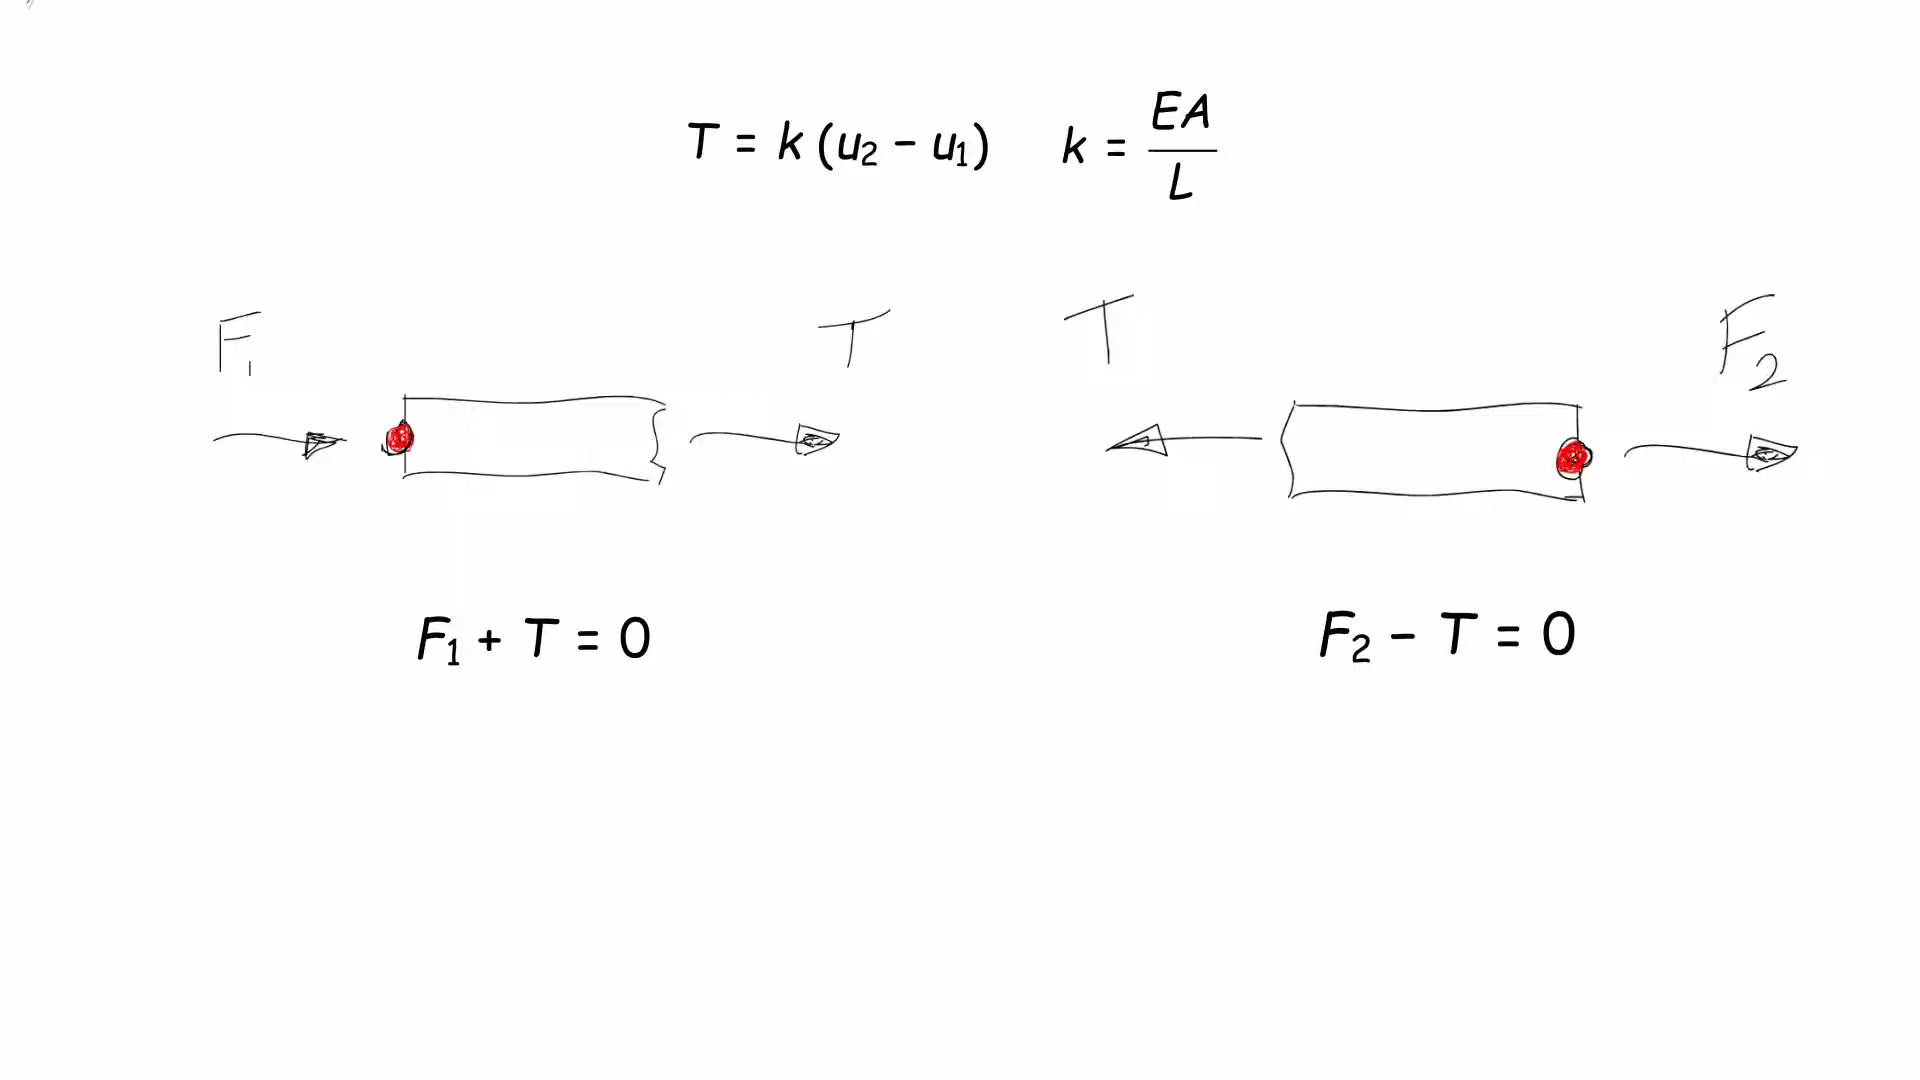 T = k (u₂ - u₁) k = EA/L
F₁ T T F₂
F₁ + T = 0 F₂ - T = 0